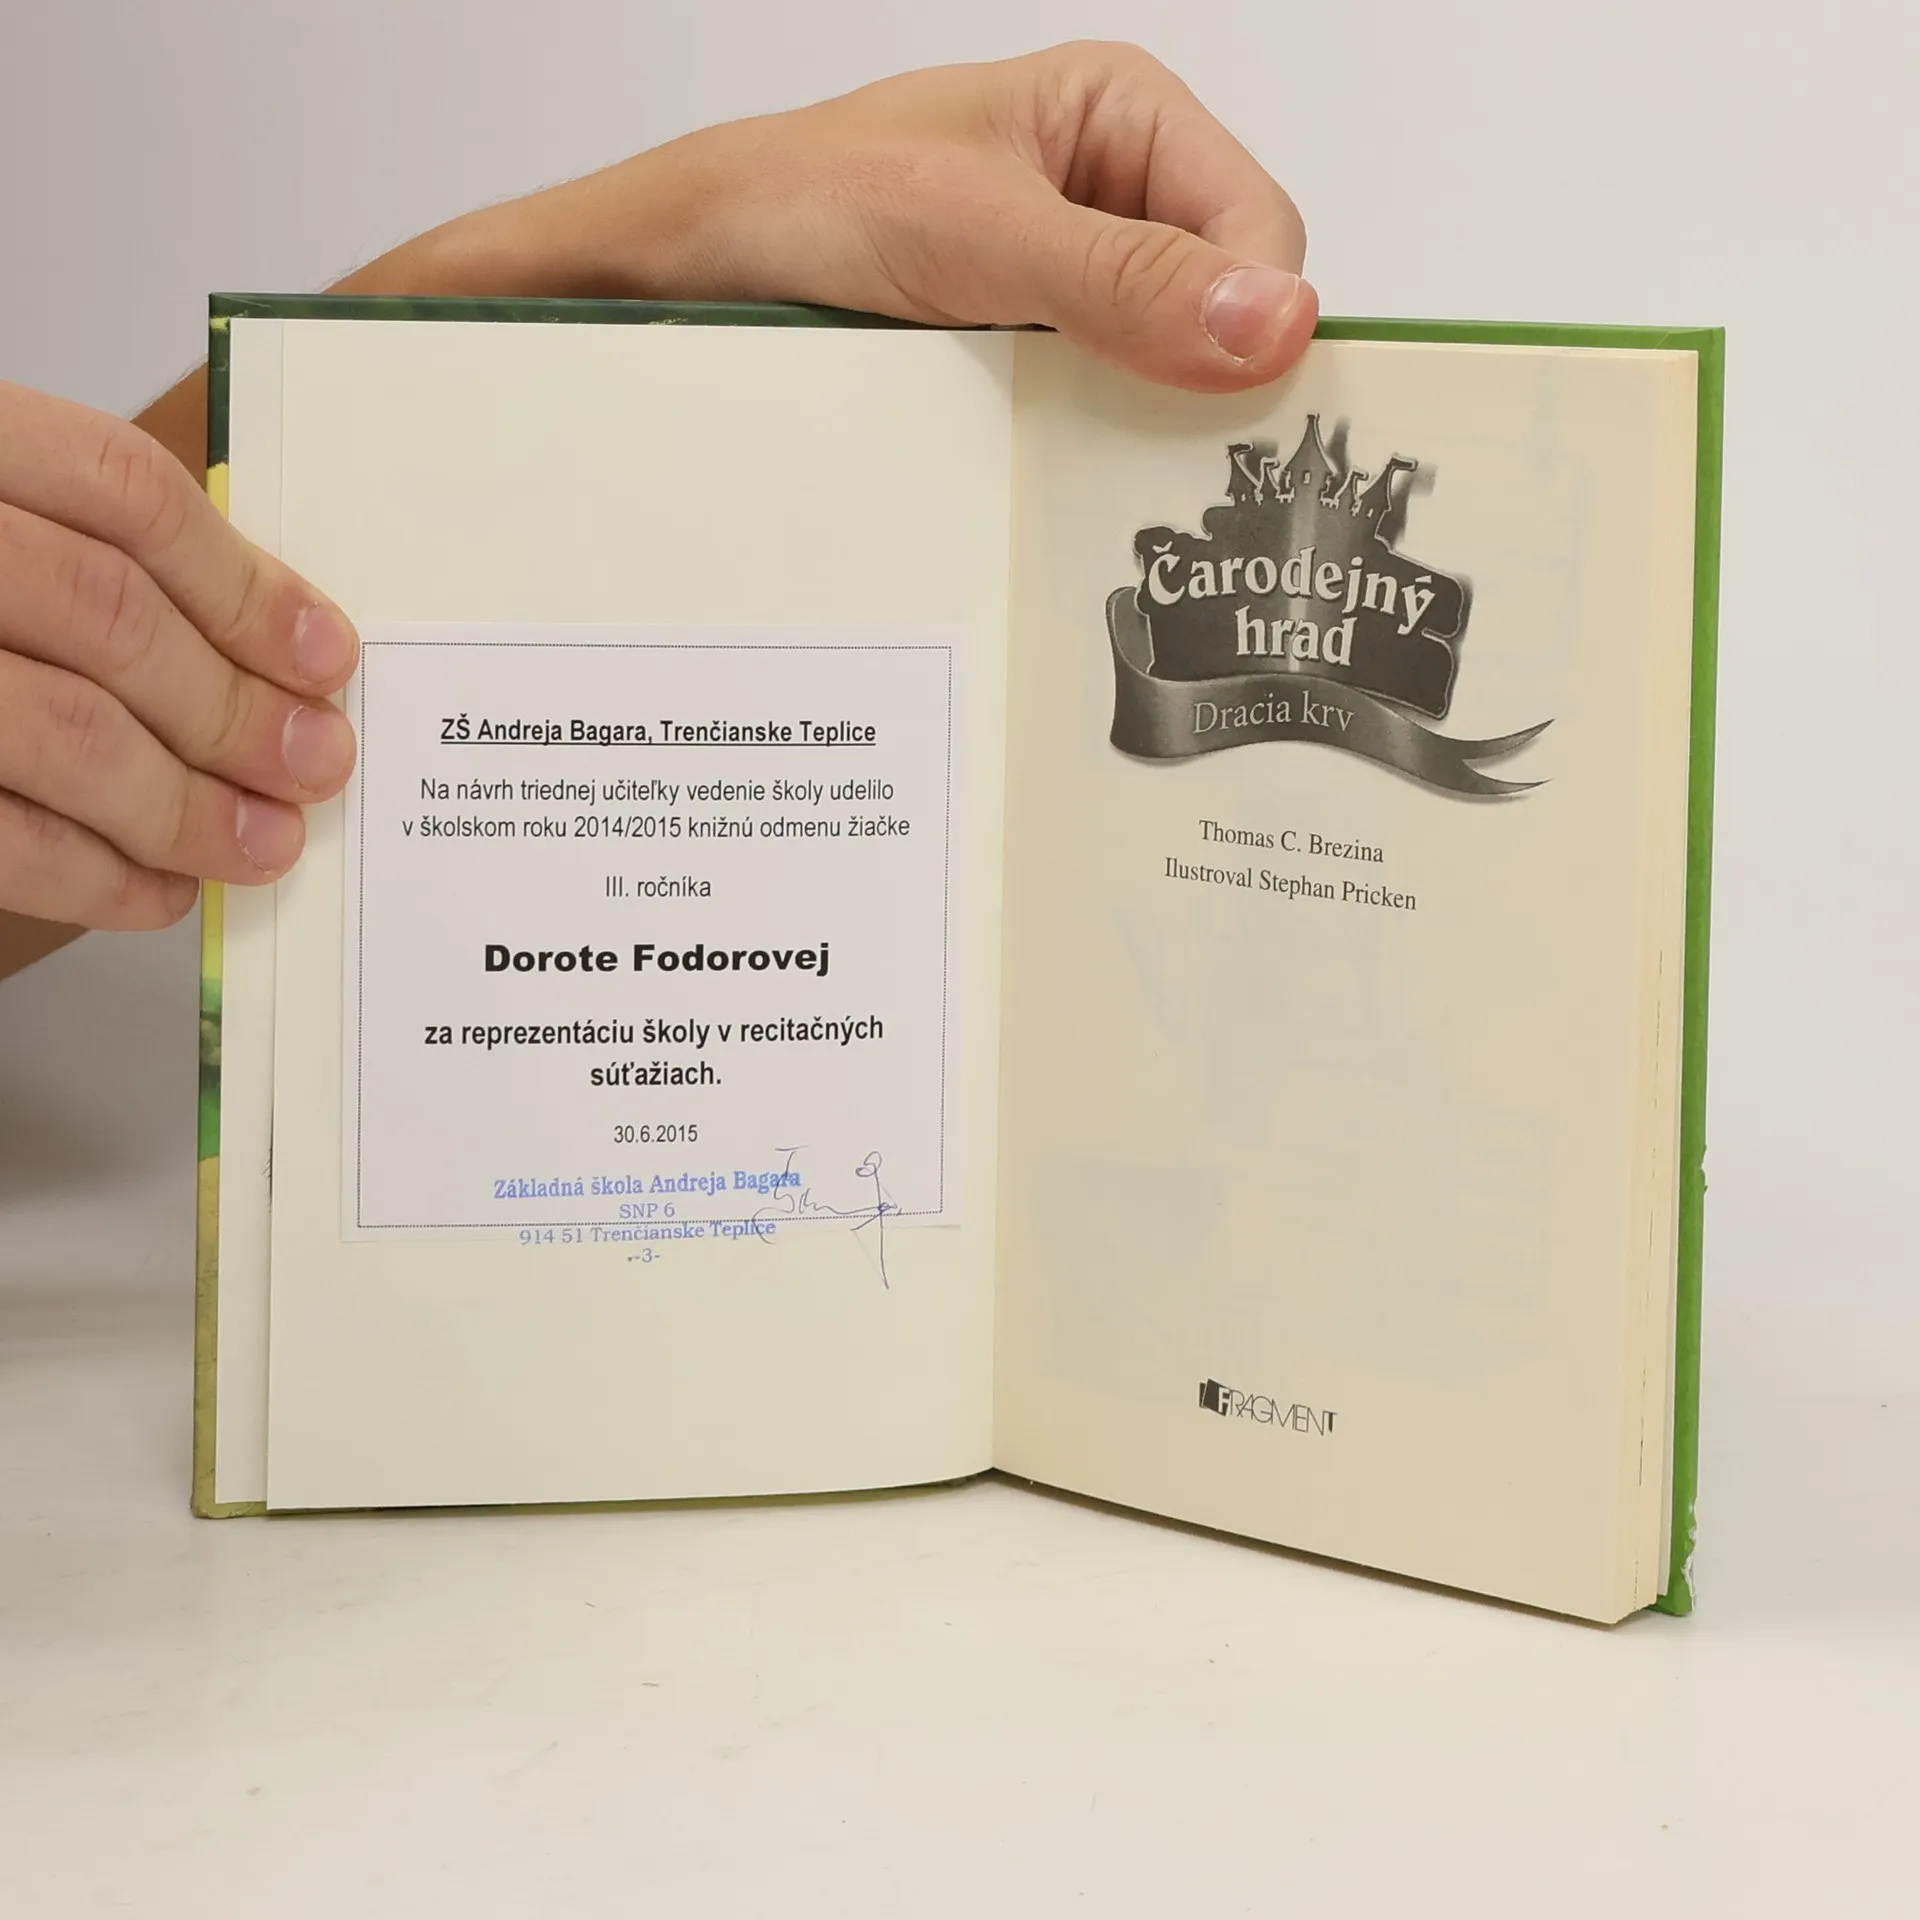 ZŠ Andreja Bagara, Trenčianske Teplice
Na návrh triednej učiteľky vedenie školy udelilo
v školskom roku 2014/2015 knižnú odmenu žiačke
III. ročníka
Dorote Fodorovej
za reprezentáciu školy v recitačných
súťažiach.
30.6.2015
Základná škola Andreja Bagara
SNP 6
914 51 Trenčianske Teplice
-3-
Čarodejný
hrad
Dracia krv
Thomas C. Brezina
Ilustroval Stephan Pricken
FRAGMENT